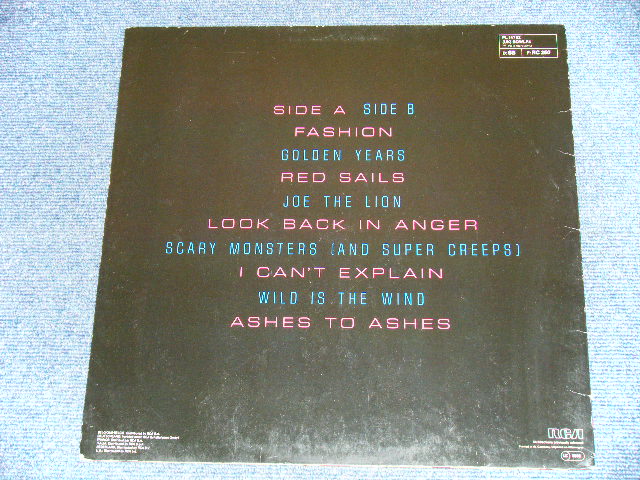 SIDE A SIDE B
FASHION
GOLDEN YEARS
RED SAILS
JOE THE LION
LOOK BACK IN ANGER
SCARY MONSTERS (AND SUPER CREEPS)
I CAN'T EXPLAIN
WILD IS THE WIND
ASHES TO ASHES
RCA